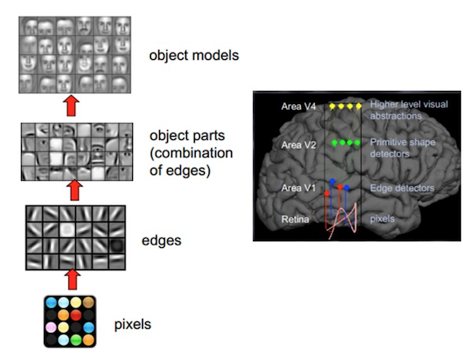 object models
object parts
(combination
of edges)
edges
pixels
Area V4
Higher level visual
abstractions
Area V2
Primitive shape
detectors
Area V1
Edge detectors
Retina
pixels